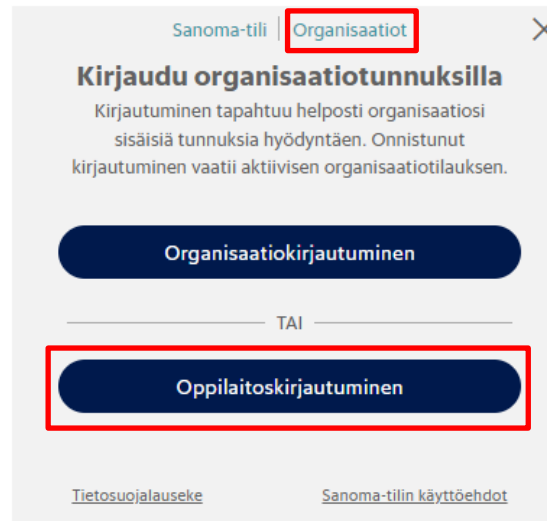 Sanoma-tili | Organisaatiot
Kirjaudu organisaatiotunnuksilla
Kirjautuminen tapahtuu helposti organisaatiosi
sisäisiä tunnuksia hyödyntäen. Onnistunut
kirjautuminen vaatii aktiivisen organisaatiotilauksen.
Organisaatiokirjautuminen
TAI
Oppilaitoskirjautuminen
Tietosuojalauseke Sanoma-tilin käyttöehdot